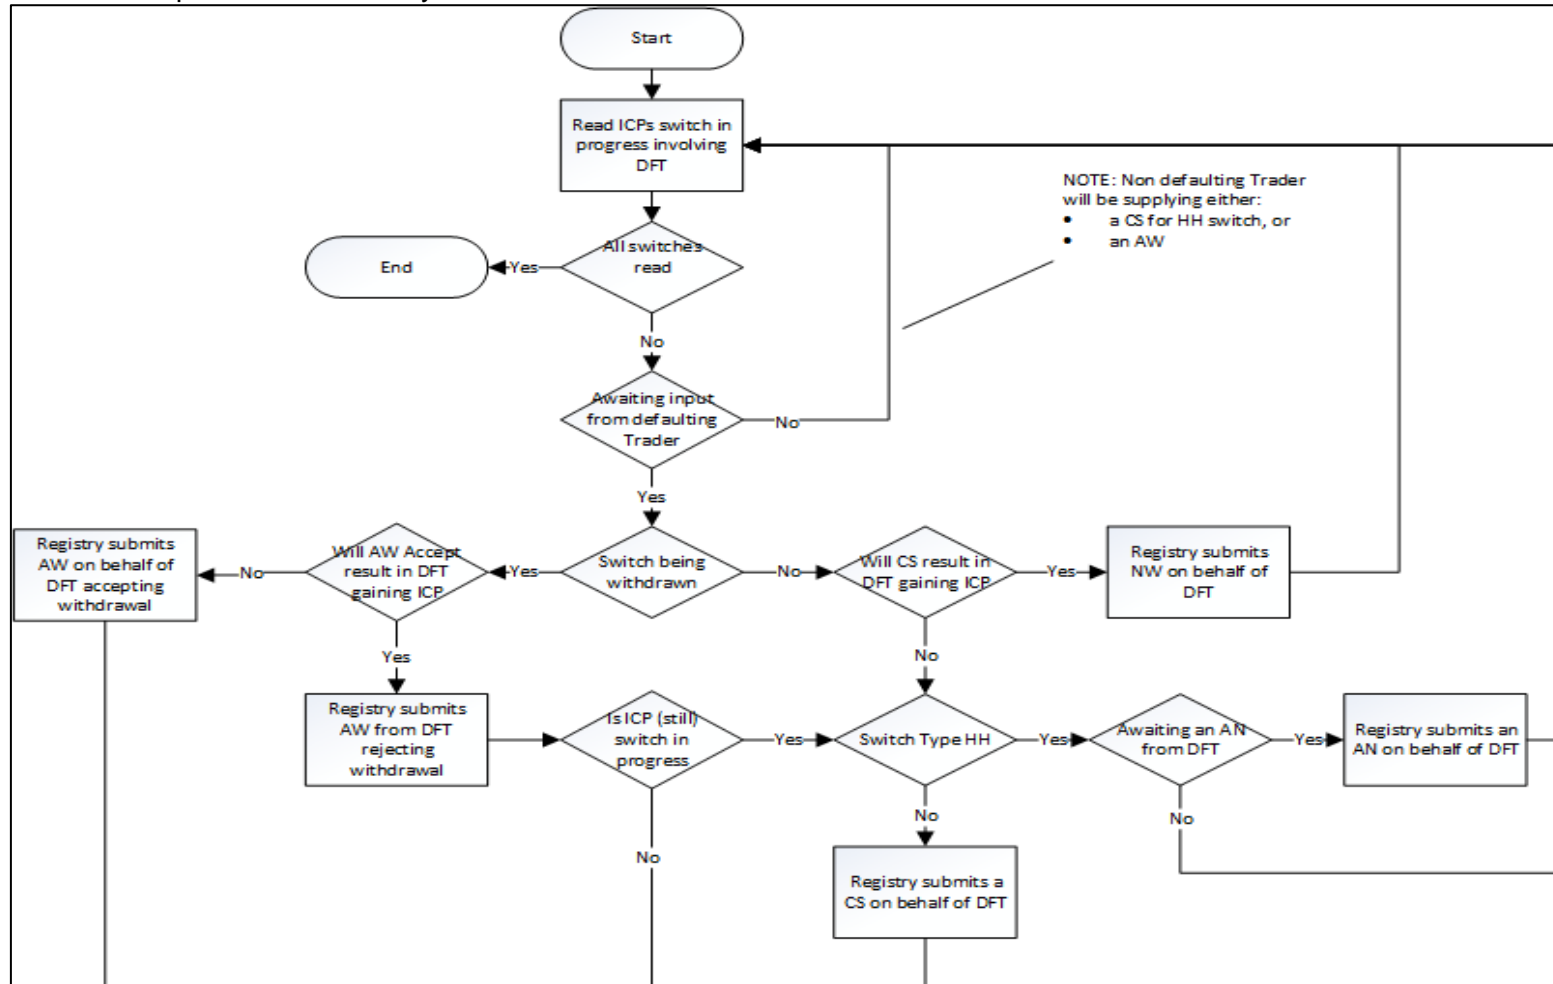 Start
Read ICPs switch in
progress involving
DFT
NOTE: Non defaulting Trader
will be supplying either:
• a CS for HH switch, or
• an AW
All switches
read
Yes
End
No
Awaiting input
from defaulting
Trader
No
Yes
Registry submits
AW on behalf of
DFT accepting
withdrawal
No
Will AW Accept
result in DFT
gaining ICP
Yes
Switch being
withdrawn
No
Will CS result in
DFT gaining ICP
Yes
Registry submits
NW on behalf of
DFT
Yes
No
Registry submits
AW from DFT
rejecting
withdrawal
Is ICP (still)
switch in
progress
Yes
Switch Type HH
Yes
Awaiting an AN
from DFT
Yes
Registry submits an
AN on behalf of DFT
No
No
No
Registry submits a
CS on behalf of DFT